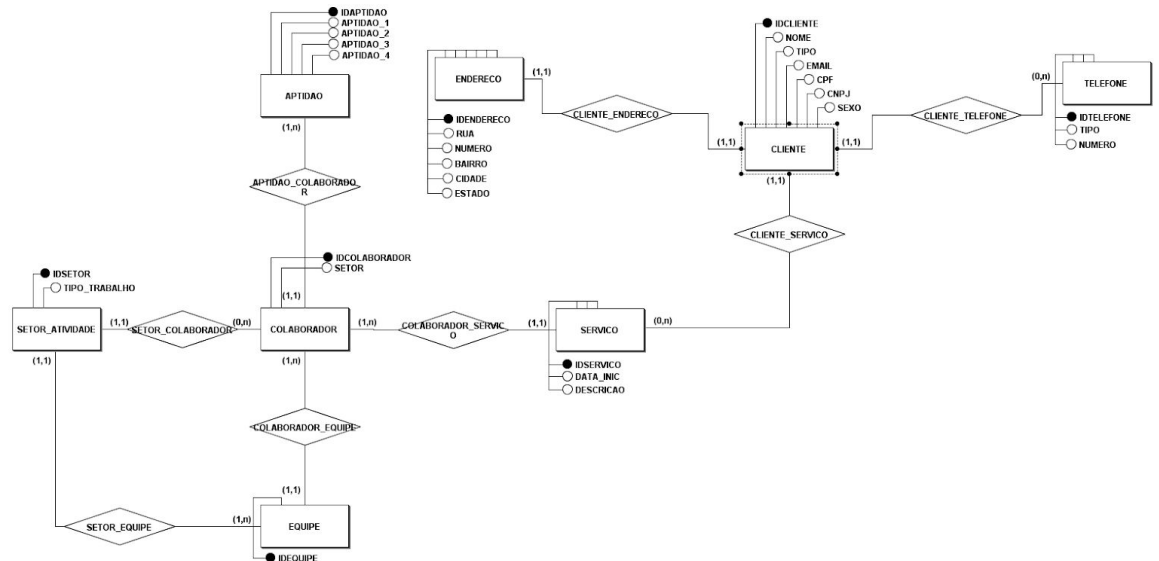 IDAPTIDAO
APTIDAO_1
APTIDAO_2
APTIDAO_3
APTIDAO_4
APTIDAO
(1,n)
APTIDAO_COLABORADO
R
IDCOLABORADOR
SETOR
(1,1)
COLABORADOR
IDSETOR
TIPO_TRABALHO
SETOR_ATIVIDADE
(1,1)
SETOR_COLABORADOR
(0,n)
(1,1)
(1,n)
COLABORADOR_SERVIC
O
(1,1)
SERVICO
(0,n)
IDSERVICO
DATA_INIC
DESCRICAO
(1,n)
COLABORADOR_EQUIPE
(1,1)
SETOR_EQUIPE
(1,n)
EQUIPE
IDEQUIPE
ENDERECO
(1,1)
IDENDERECO
RUA
NUMERO
BAIRRO
CIDADE
ESTADO
CLIENTE_ENDERECO
(1,1)
IDCLIENTE
NOME
TIPO
EMAIL
CPF
CNPJ
SEXO
CLIENTE
(1,1)
(1,1)
CLIENTE_SERVICO
CLIENTE_TELEFONE
(0,n)
TELEFONE
IDTELEFONE
TIPO
NUMERO